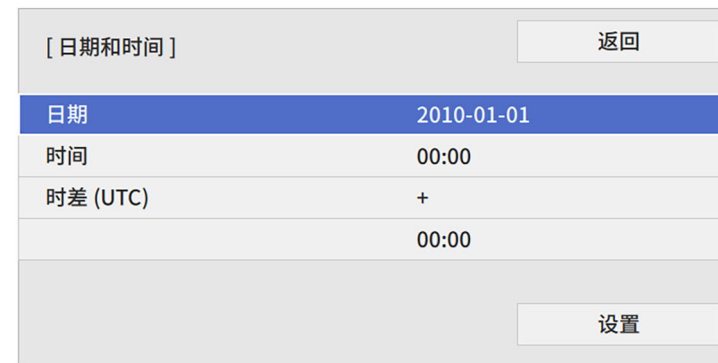 [ 日期和时间 ]
返回
日期 2010-01-01
时间 00:00
时差 (UTC) +
00:00
设置